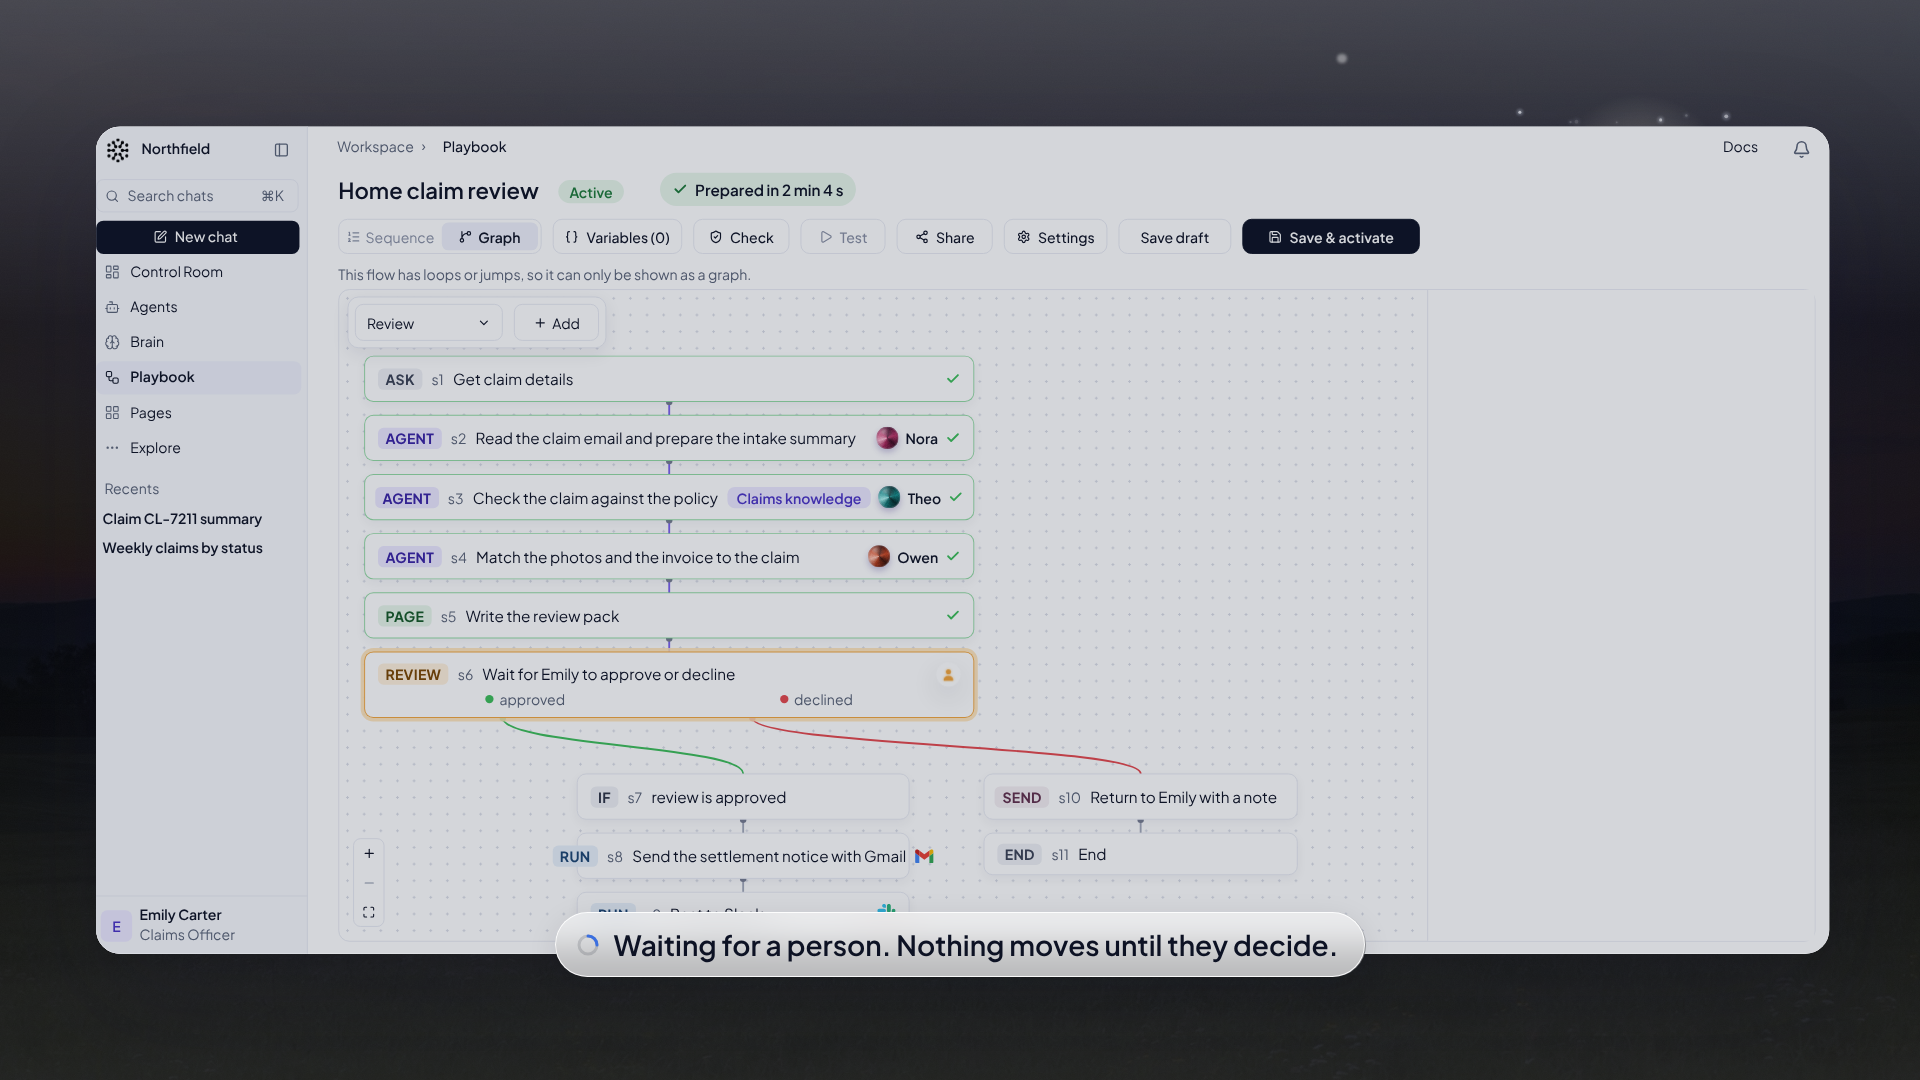 Northfield
Search chats ⌘K
New chat
Control Room
Agents
Brain
Playbook
Pages
Explore
Recents
Claim CL-7211 summary
Weekly claims by status
Emily Carter
Claims Officer
E
Workspace › Playbook
Docs
Home claim review
Active
Prepared in 2 min 4 s
Sequence
Graph
{} Variables (0)
Check
Test
Share
Settings
Save draft
Save & activate
This flow has loops or jumps, so it can only be shown as a graph.
Review
+ Add
ASK s1 Get claim details
AGENT s2 Read the claim email and prepare the intake summary Nora
AGENT s3 Check the claim against the policy Claims knowledge Theo
AGENT s4 Match the photos and the invoice to the claim Owen
PAGE s5 Write the review pack
REVIEW s6 Wait for Emily to approve or decline
approved declined
IF s7 review is approved
SEND s10 Return to Emily with a note
RUN s8 Send the settlement notice with Gmail
END s11 End
Waiting for a person. Nothing moves until they decide.